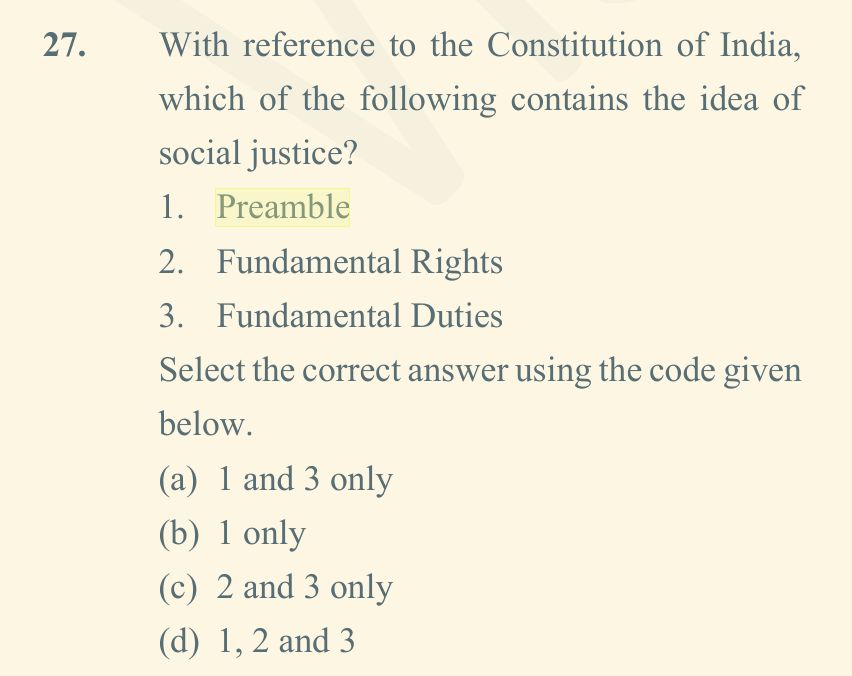 27. With reference to the Constitution of India,
which of the following contains the idea of
social justice?
1. Preamble
2. Fundamental Rights
3. Fundamental Duties
Select the correct answer using the code given
below.
(a) 1 and 3 only
(b) 1 only
(c) 2 and 3 only
(d) 1, 2 and 3